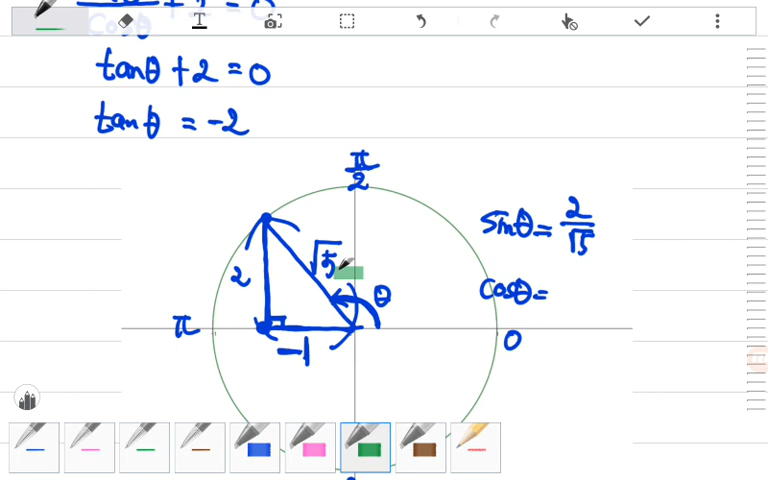 Cosθ
tanθ + 2 = 0
tanθ = -2
π/2
sinθ = 2/√5
√5
2
θ
cosθ =
π
-1
0